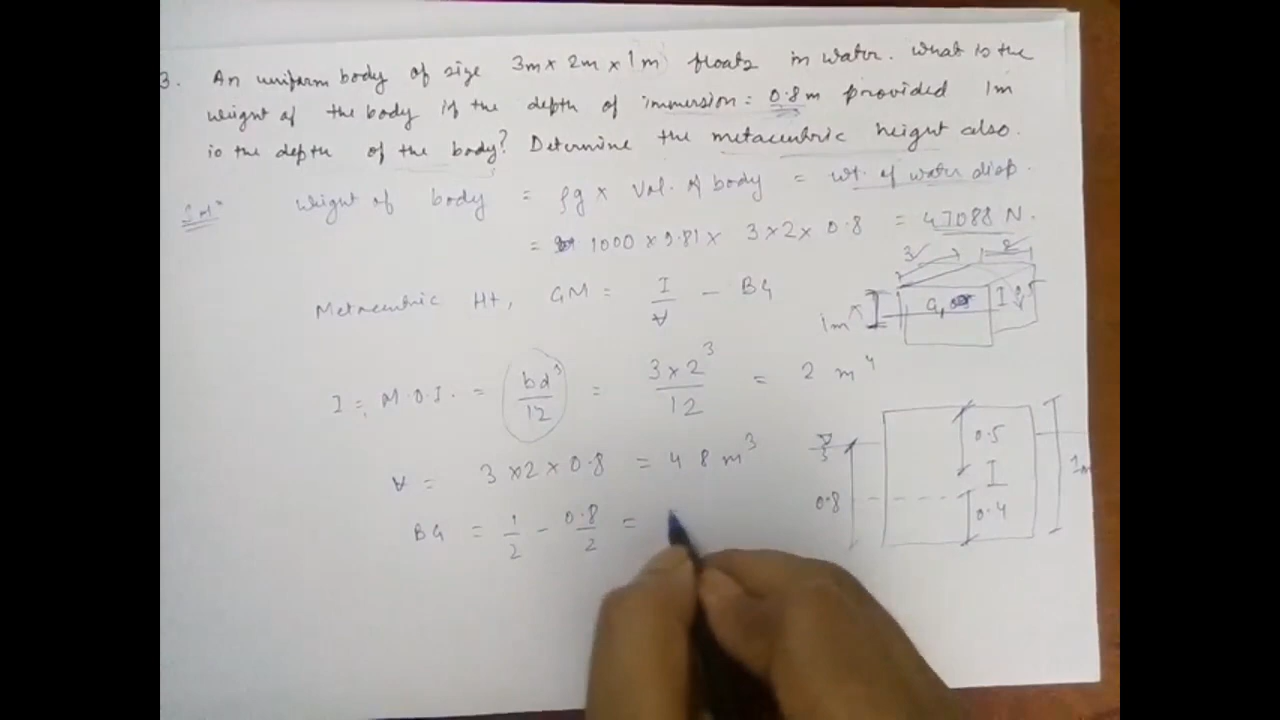 3. An uniform body of size 3m x 2m x 1m floats in water. What is the
weight of the body if the depth of immersion = 0.8m provided 1m
is the depth of the body? Determine the metacentric height also.
Weight of body = ρg x Vol. of body = wt. of water disp.
= 1000 x 9.81 x 3x2x 0.8 = 47088 N.
Metacentric Ht, GM = I/∀ - BG
3 2
1m G,
I = M.O.I. = bd³/12 = 3 x 2³/12 = 2 m⁴
∀ = 3 x2 x 0.8 = 4 8 m³
BG = 1/2 - 0.8/2 =
0.5
1m
0.8
0.4